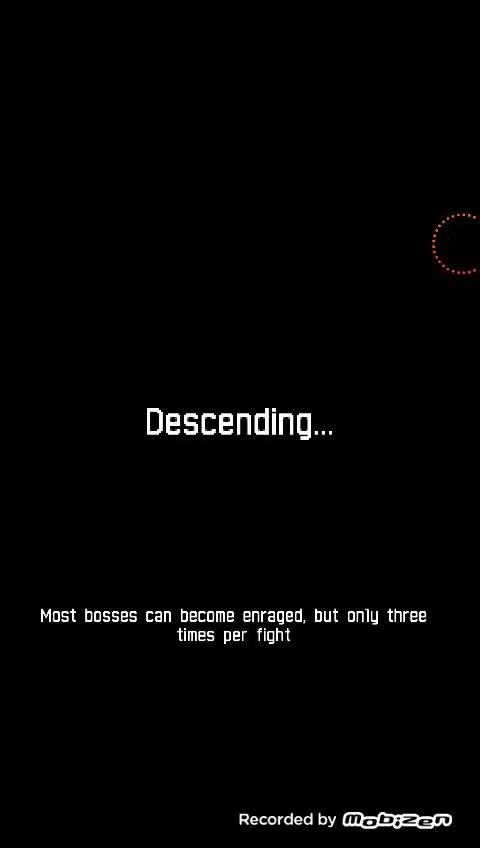 Descending...
Most bosses can become enraged, but only three
times per fight
Recorded by Mobizen